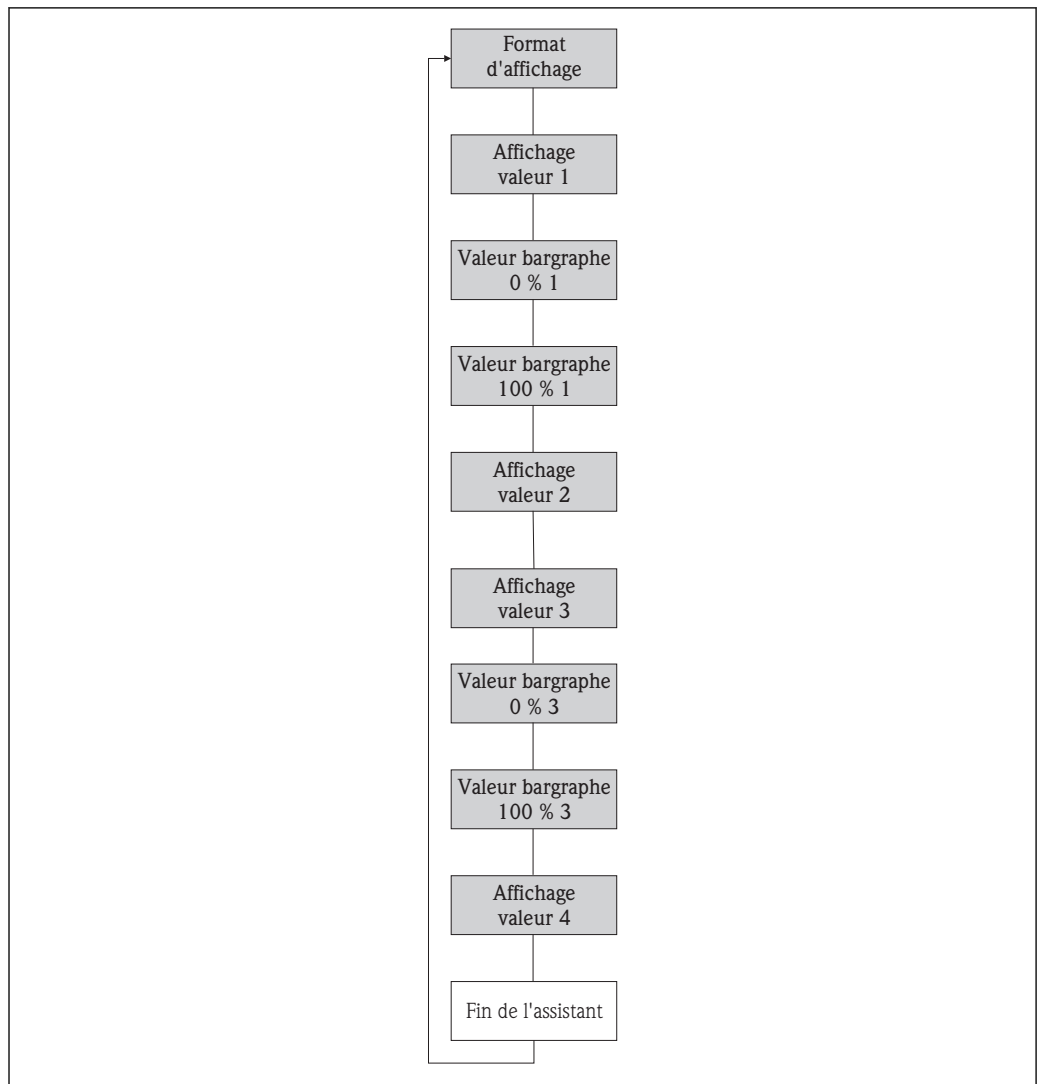 Format
d'affichage
Affichage
valeur 1
Valeur bargraphe
0 % 1
Valeur bargraphe
100 % 1
Affichage
valeur 2
Affichage
valeur 3
Valeur bargraphe
0 % 3
Valeur bargraphe
100 % 3
Affichage
valeur 4
Fin de l'assistant